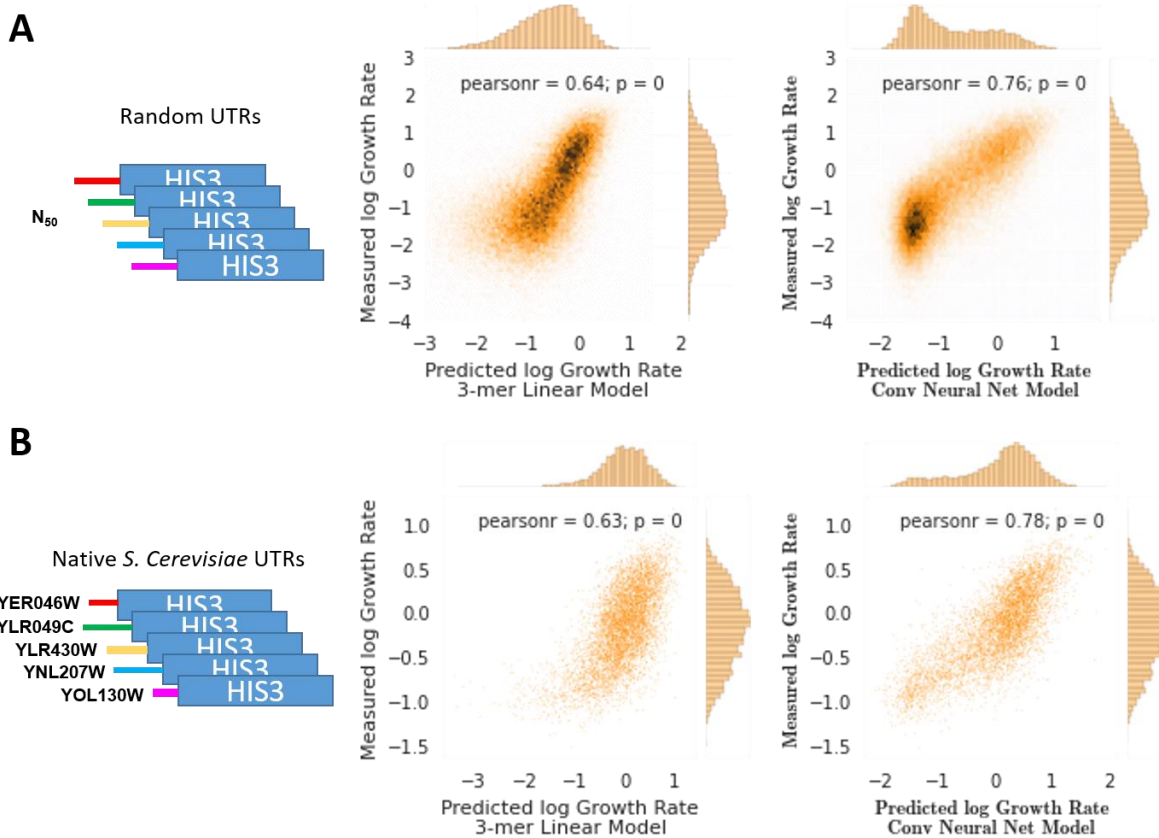 A
Random UTRs
N50
HIS3
HIS3
HIS3
HIS3
HIS3
Measured log Growth Rate
3
2
1
0
−1
−2
−3
−4
pearsonr = 0.64; p = 0
−3 −2 −1 0 1 2
Predicted log Growth Rate
3-mer Linear Model
Measured log Growth Rate
3
2
1
0
−1
−2
−3
−4
pearsonr = 0.76; p = 0
−2 −1 0 1
Predicted log Growth Rate
Conv Neural Net Model
B
Native S. Cerevisiae UTRs
YER046W
YLR049C
YLR430W
YNL207W
YOL130W
HIS3
HIS3
HIS3
HIS3
HIS3
Measured log Growth Rate
1.0
0.5
0.0
−0.5
−1.0
−1.5
pearsonr = 0.63; p = 0
−3 −2 −1 0 1
Predicted log Growth Rate
3-mer Linear Model
Measured log Growth Rate
1.0
0.5
0.0
−0.5
−1.0
−1.5
pearsonr = 0.78; p = 0
−2 −1 0 1 2
Predicted log Growth Rate
Conv Neural Net Model